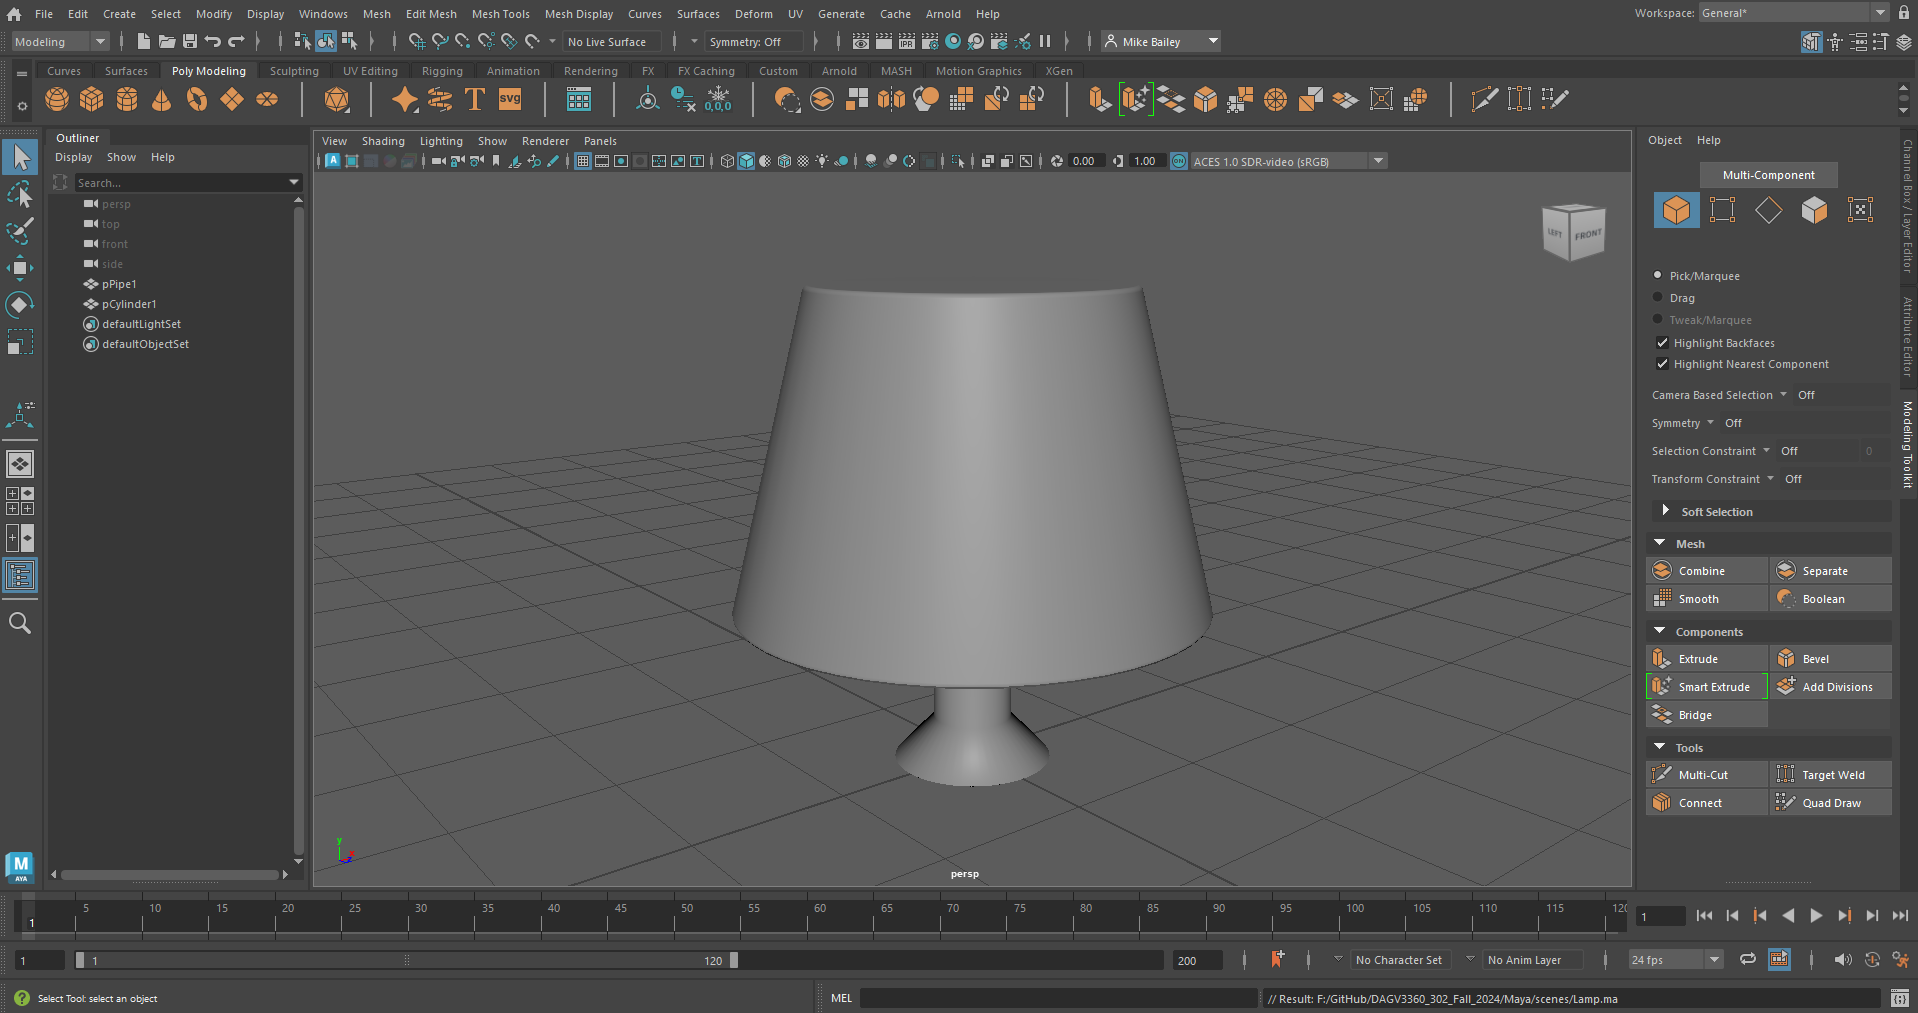 File Edit Create Select Modify Display Windows Mesh Edit Mesh Mesh Tools Mesh Display Curves Surfaces Deform UV Generate Cache Arnold Help
Workspace: General*
Modeling
No Live Surface
Symmetry: Off
IPR
Mike Bailey
Curves Surfaces Poly Modeling Sculpting UV Editing Rigging Animation Rendering FX FX Caching Custom Arnold MASH Motion Graphics XGen
T
SVG
0,0,0
Outliner
Display Show Help
Search...
persp
top
front
side
pPipe1
pCylinder1
defaultLightSet
defaultObjectSet
View Shading Lighting Show Renderer Panels
A
0.00
1.00
ON
ACES 1.0 SDR-video (sRGB)
LEFT FRONT
y
persp
Object Help
Multi-Component
Pick/Marquee
Drag
Tweak/Marquee
Highlight Backfaces
Highlight Nearest Component
Camera Based Selection Off
Symmetry Off
Selection Constraint Off 0
Transform Constraint Off
Soft Selection
Mesh
Combine Separate
Smooth Boolean
Components
Extrude Bevel
Smart Extrude Add Divisions
Bridge
Tools
Multi-Cut Target Weld
Connect Quad Draw
Channel Box / Layer Editor
Attribute Editor
Modeling Toolkit
M
AYA
5 10 15 20 25 30 35 40 45 50 55 60 65 70 75 80 85 90 95 100 105 110 115 120
1
1
1 1 120 200
No Character Set
No Anim Layer
24 fps
Select Tool: select an object
MEL
// Result: F:/GitHub/DAGV3360_302_Fall_2024/Maya/scenes/Lamp.ma